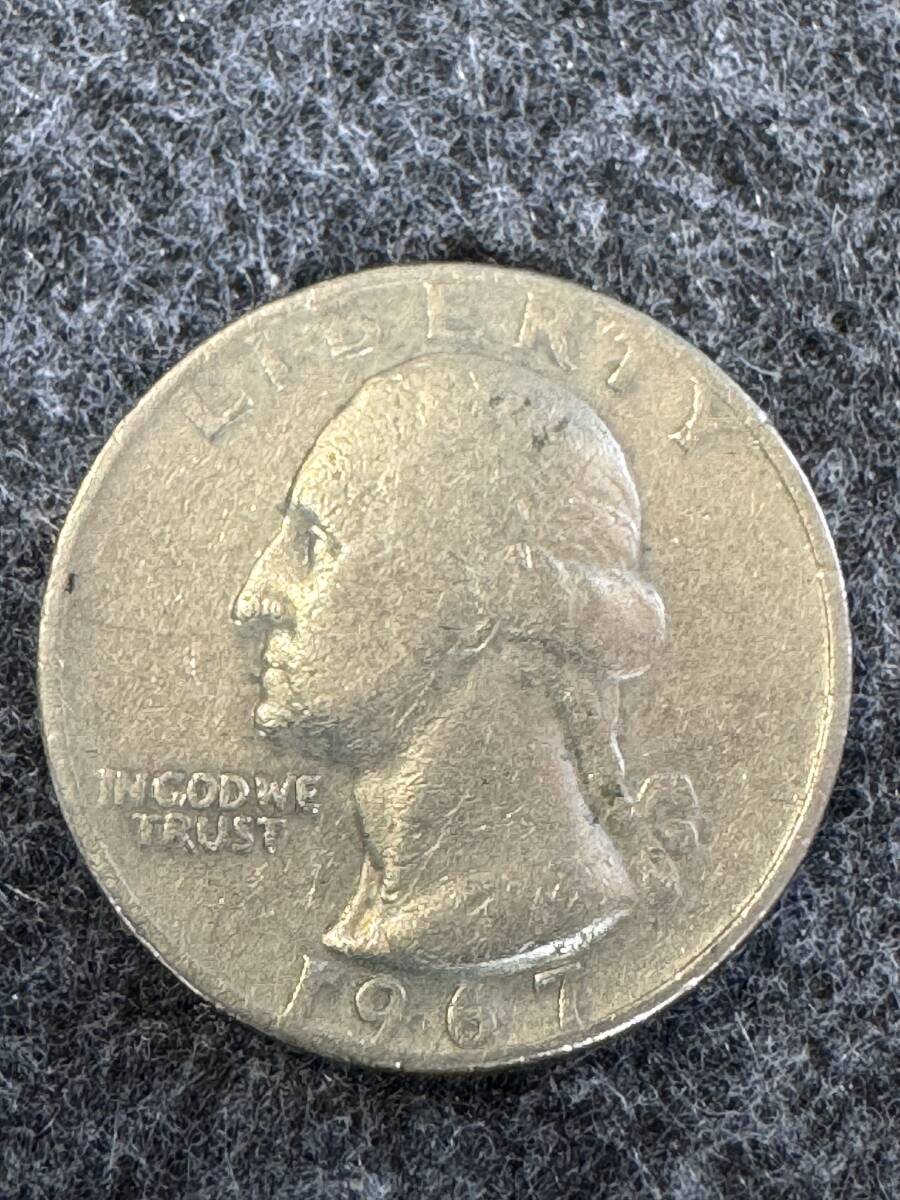 LIBERTY
IN GOD WE
TRUST
1967